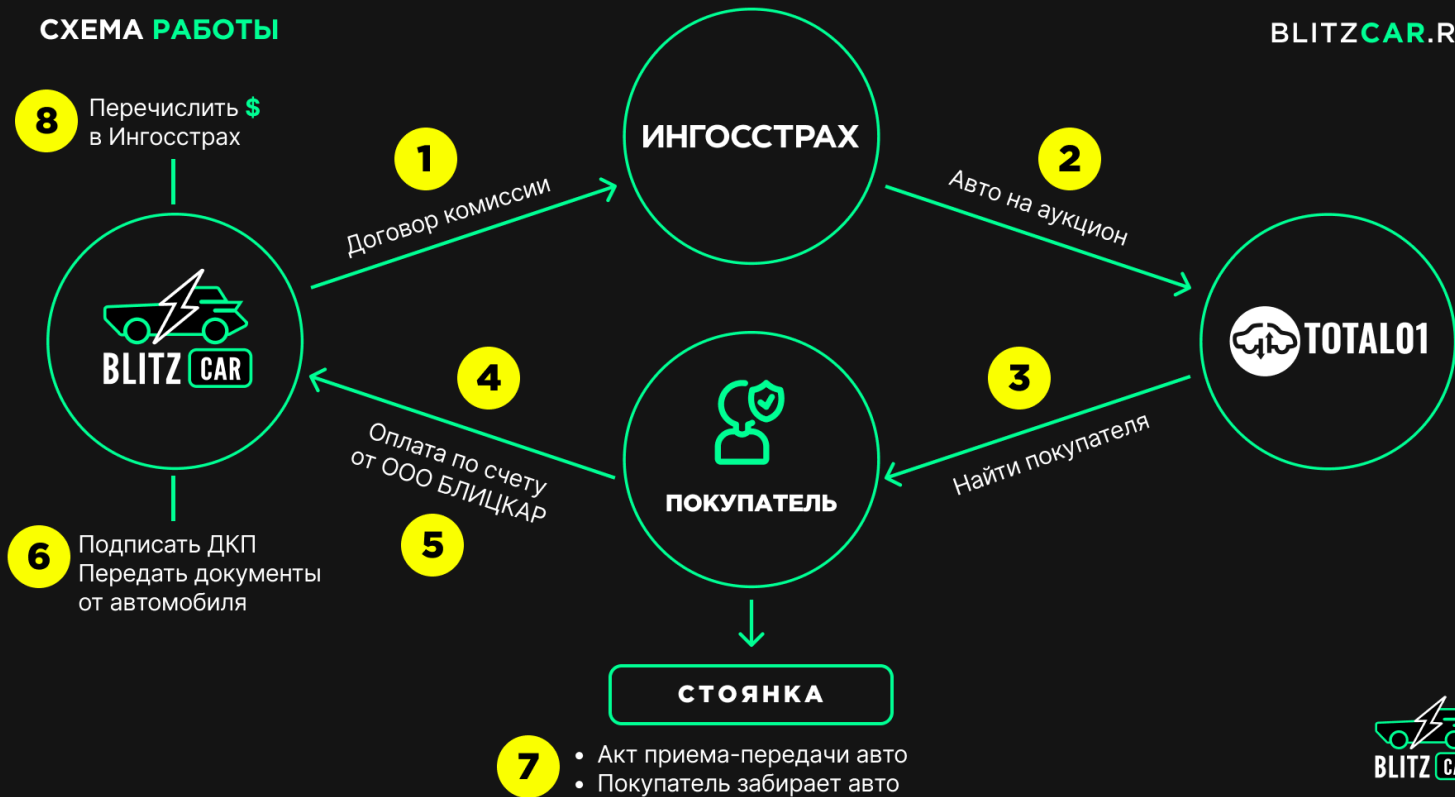 СХЕМА РАБОТЫ
BLITZCAR.R
8
Перечислить $
в Ингосстрах
1
Договор комиссии
ИНГОССТРАХ
2
Авто на аукцион
BLITZ CAR
TOTAL01
4
Оплата по счету
от ООО БЛИЦКАР
5
ПОКУПАТЕЛЬ
3
Найти покупателя
6
Подписать ДКП
Передать документы
от автомобиля
СТОЯНКА
7
• Акт приема-передачи авто
• Покупатель забирает авто
BLITZ CA